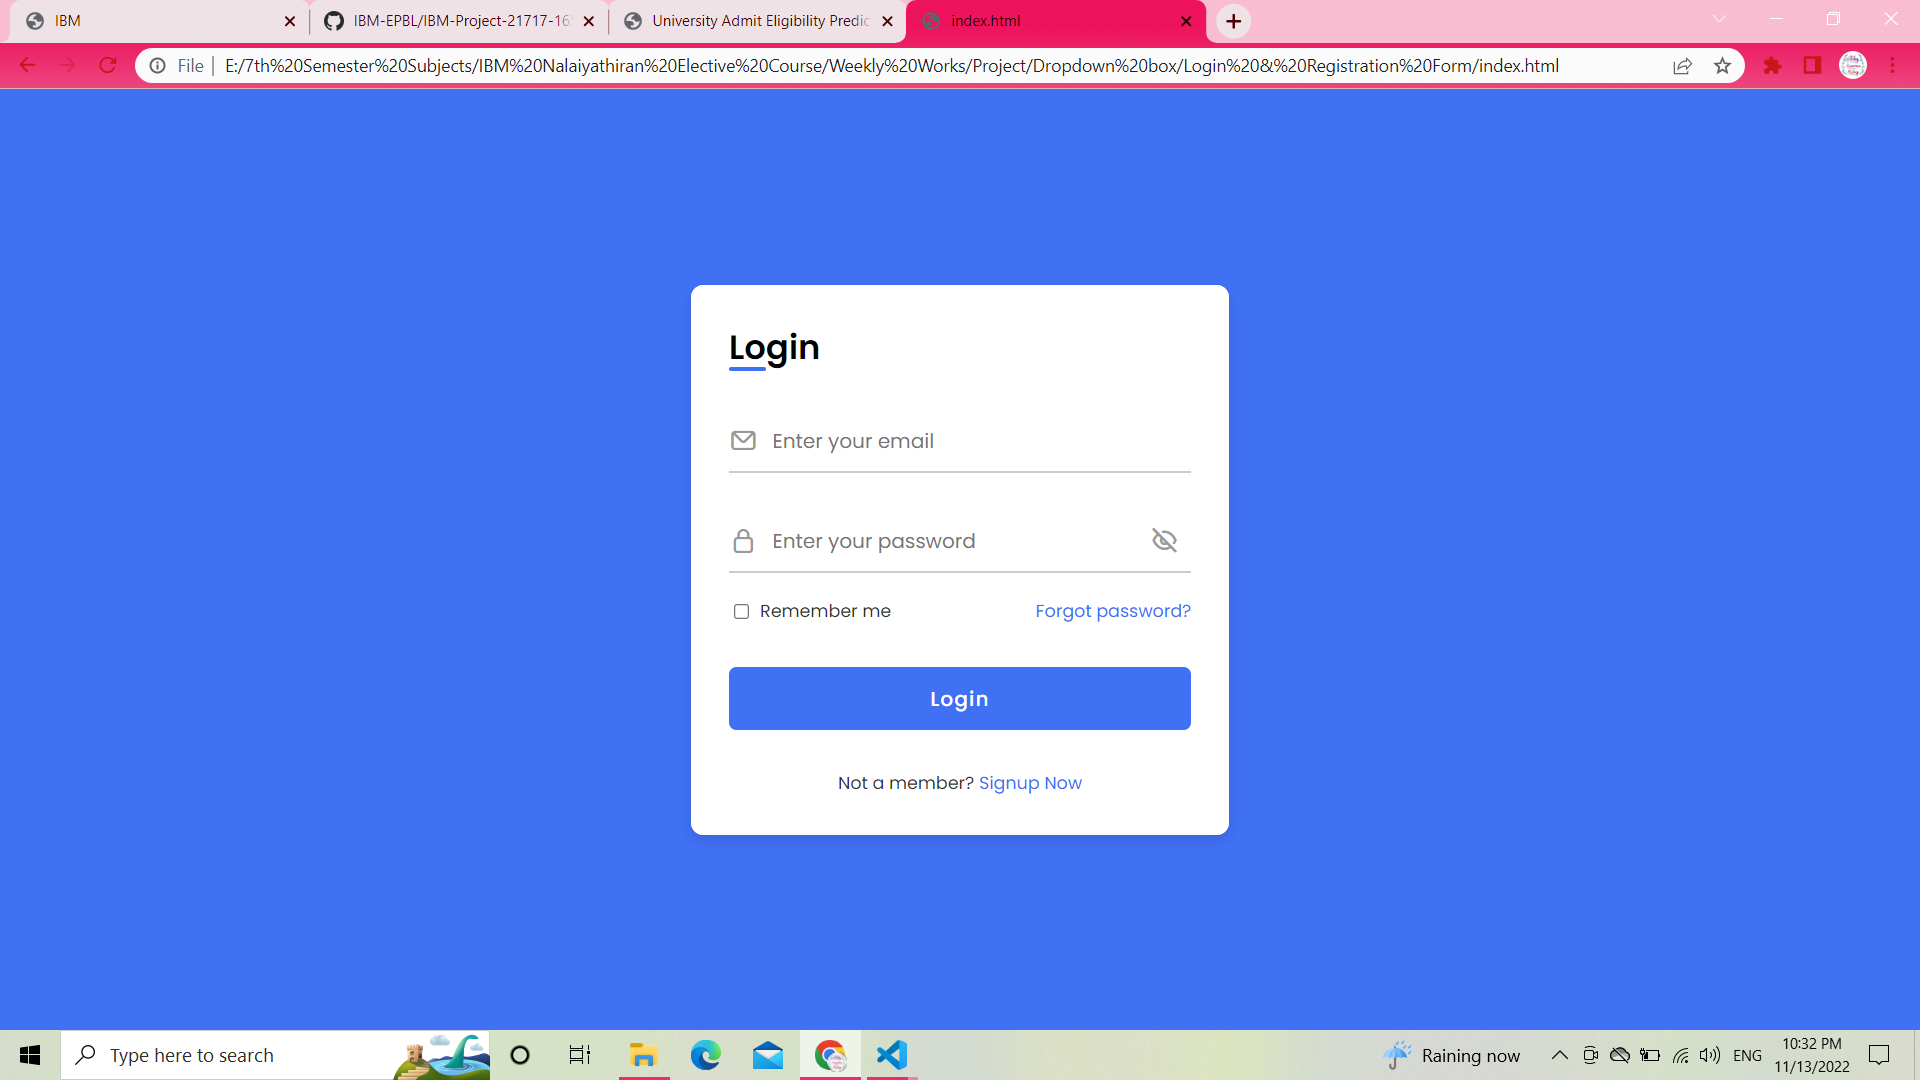 IBM
IBM-EPBL/IBM-Project-21717-16
University Admit Eligibility Predic
index.html
File
E:/7th%20Semester%20Subjects/IBM%20Nalaiyathiran%20Elective%20Course/Weekly%20Works/Project/Dropdown%20box/Login%20&%20Registration%20Form/index.html
Login
Enter your email
Enter your password
Remember me
Forgot password?
Login
Not a member? Signup Now
Type here to search
Raining now
ENG
10:32 PM
11/13/2022